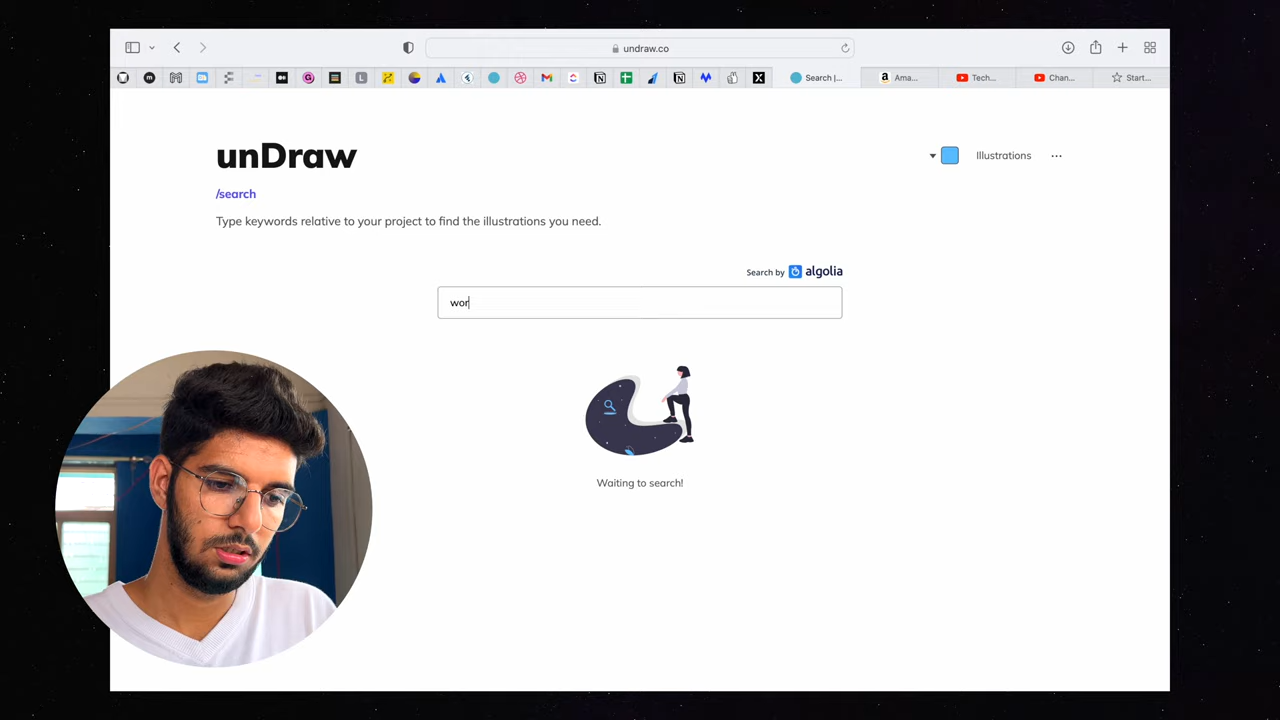 undraw.co
Search |...
Ama...
Tech...
Chan...
Start...
unDraw
Illustrations
/search
Type keywords relative to your project to find the illustrations you need.
Search by algolia
wor
Waiting to search!